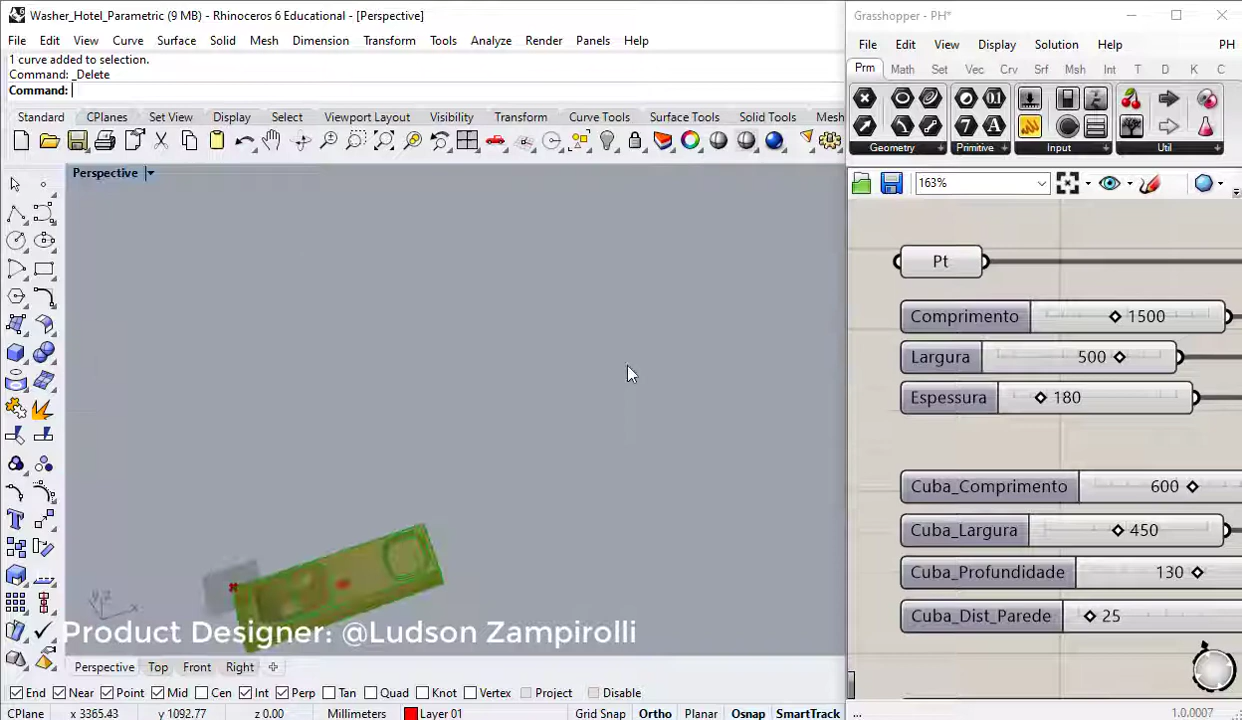 Washer_Hotel_Parametric (9 MB) - Rhinoceros 6 Educational - [Perspective]
File Edit View Curve Surface Solid Mesh Dimension Transform Tools Analyze Render Panels Help
1 curve added to selection.
Command: _Delete
Command:
Standard CPlanes Set View Display Select Viewport Layout Visibility Transform Curve Tools Surface Tools Solid Tools Mesh
Perspective
Product Designer: @Ludson Zampirolli
Perspective Top Front Right
End Near Point Mid Cen Int Perp Tan Quad Knot Vertex Project Disable
CPlane x 3365.43 y 1092.77 z 0.00 Millimeters Layer 01 Grid Snap Ortho Planar Osnap SmartTrack
Grasshopper - PH*
File Edit View Display Solution Help PH
Prm Math Set Vec Crv Srf Msh Int T D K C
Geometry Primitive Input Util
163%
Pt
Comprimento 1500
Largura 500
Espessura 180
Cuba_Comprimento 600
Cuba_Largura 450
Cuba_Profundidade 130
Cuba_Dist_Parede 25
... 1.0.0007